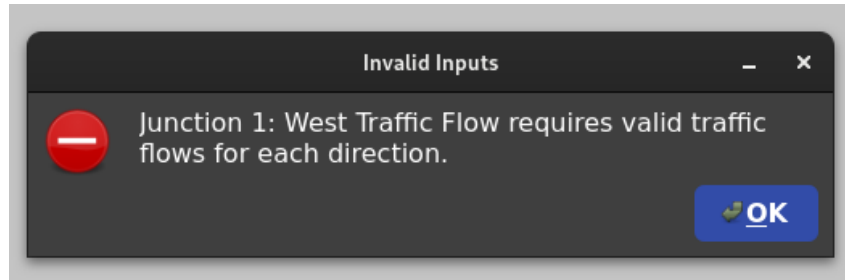 Invalid Inputs
Junction 1: West Traffic Flow requires valid traffic
flows for each direction.
OK